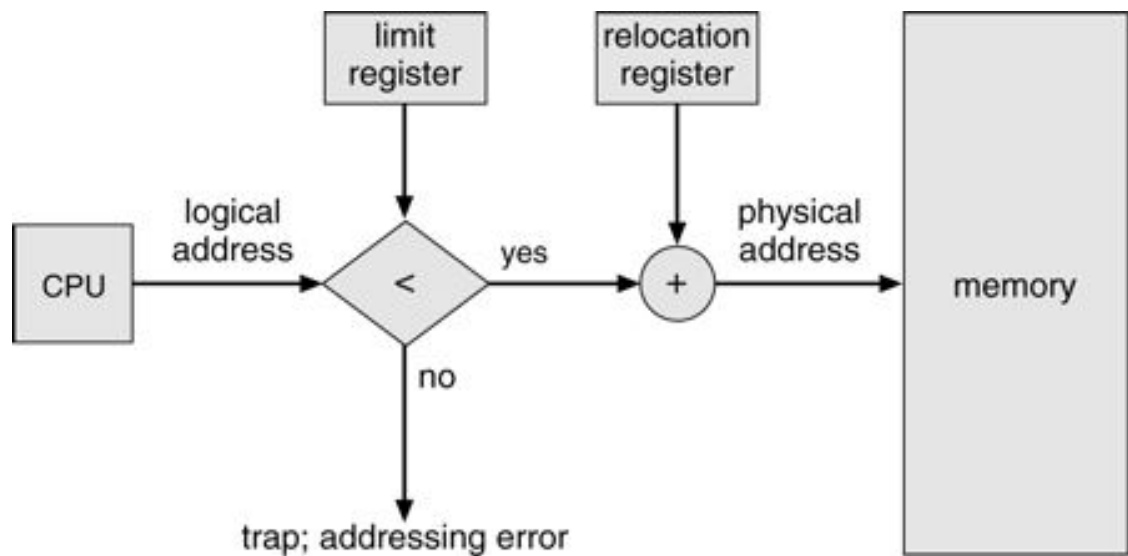 limit
register
relocation
register
logical
address
physical
address
CPU
<
yes
+
memory
no
trap; addressing error